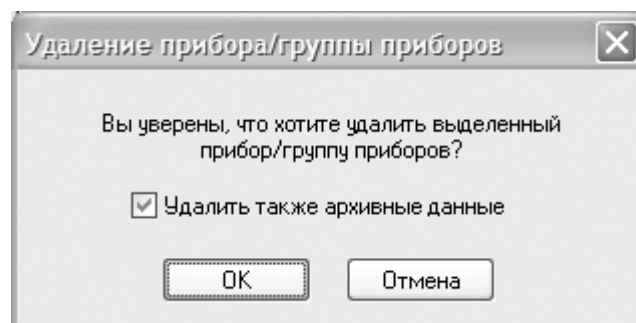 Удаление прибора/группы приборов
Вы уверены, что хотите удалить выделенный
прибор/группу приборов?
Удалить также архивные данные
OK
Отмена